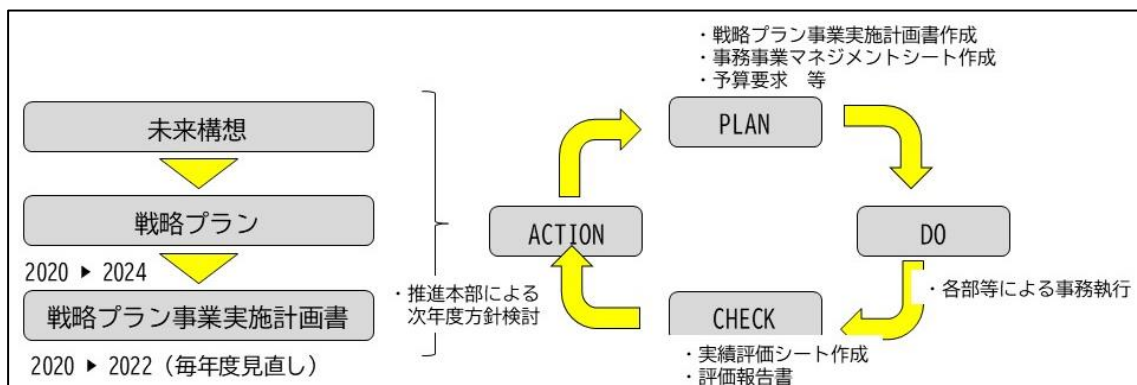 未来構想
戦略プラン
2020 ▶ 2024
戦略プラン事業実施計画書
2020 ▶ 2022（毎年度見直し）
・戦略プラン事業実施計画書作成
・事務事業マネジメントシート作成
・予算要求　等
PLAN
DO
・各部等による事務執行
CHECK
・実績評価シート作成
・評価報告書
ACTION
・推進本部による
次年度方針検討